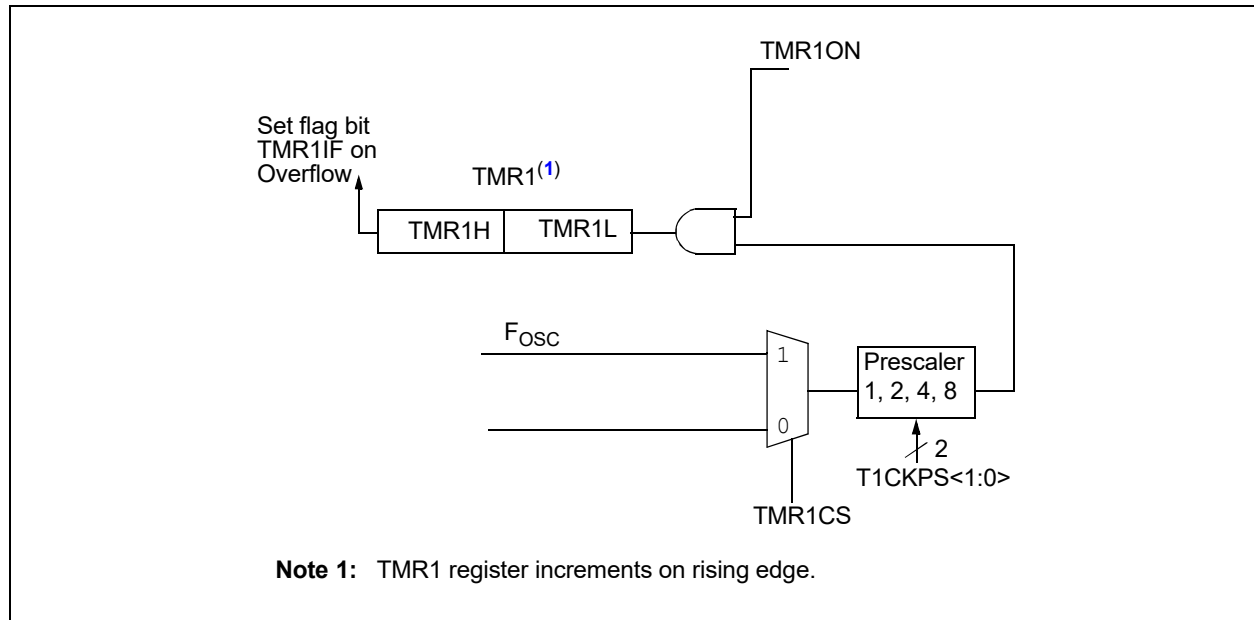 TMR1ON
Set flag bit
TMR1IF on
Overflow
TMR1(1)
TMR1H
TMR1L
FOSC
1
Prescaler
1, 2, 4, 8
0
2
T1CKPS<1:0>
TMR1CS
Note 1: TMR1 register increments on rising edge.